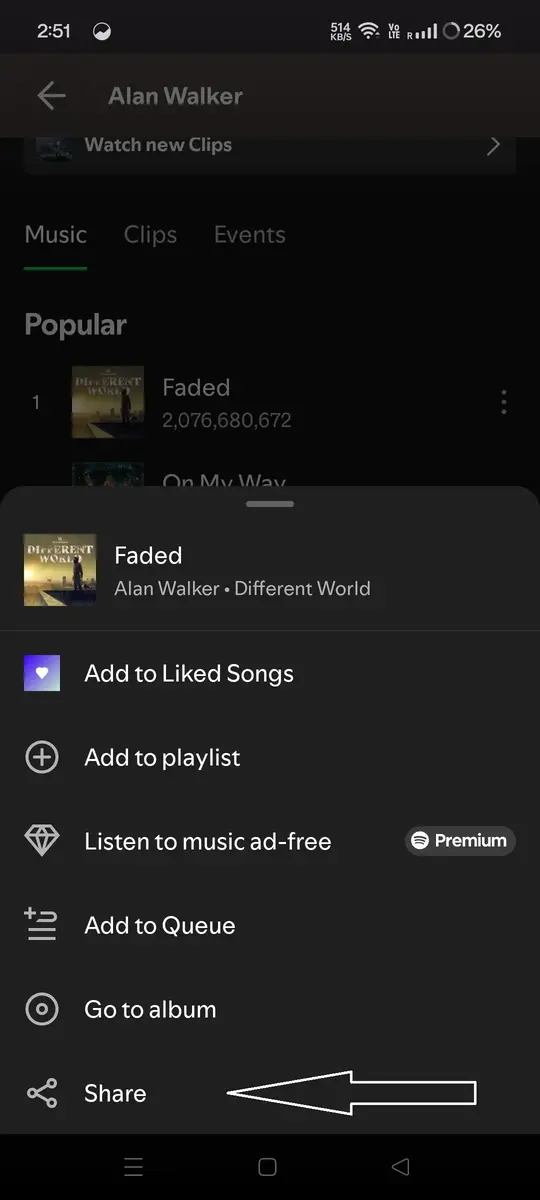 2:51
514 KB/S Vo LTE R 26%
Alan Walker
Watch new Clips
Music Clips Events
Popular
1
DIFFERENT
WORLD
Faded
2,076,680,672
On My Way
DIFFERENT
WORLD
Faded
Alan Walker • Different World
Add to Liked Songs
Add to playlist
Listen to music ad-free Premium
Add to Queue
Go to album
Share